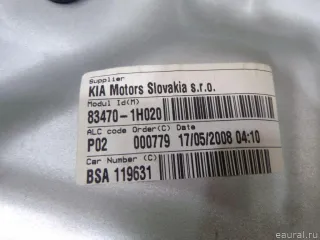 Supplier
KIA Motors Slovakia s.r.o.
Modul Id(M)
83470-1H020
ALC code Order(C) Date
P02 000779 17/05/2008 04:10
Car Number (C)
BSA 119631
© eaural.ru